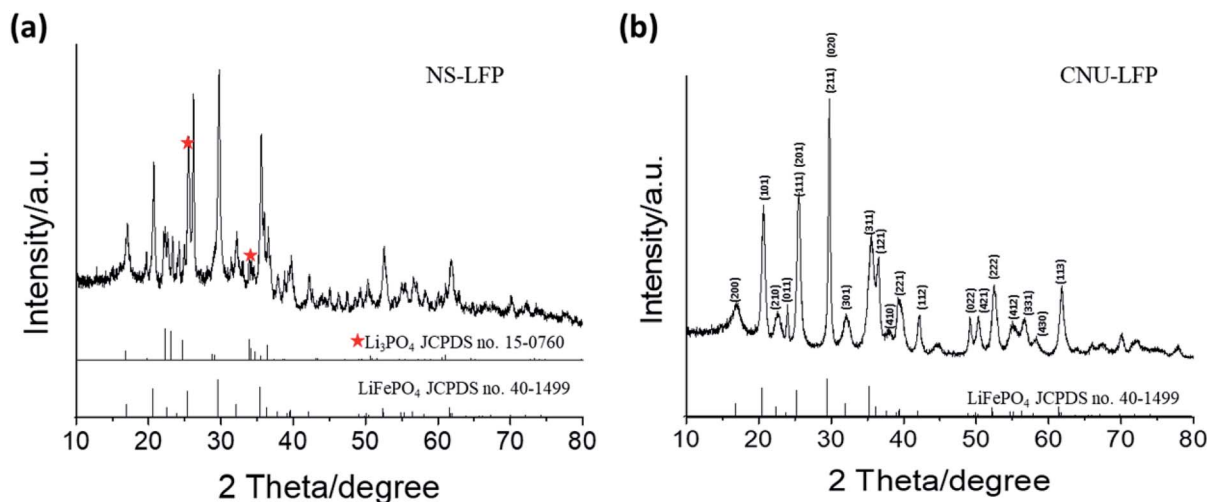 (a)
NS-LFP
Intensity/a.u.
★Li₃PO₄ JCPDS no. 15-0760
LiFePO₄ JCPDS no. 40-1499
10 20 30 40 50 60 70 80
2 Theta/degree
(b)
CNU-LFP
Intensity/a.u.
(200)
(101)
(210)
(011)
(111) (201)
(211) (020)
(301)
(311)
(121)
(410)
(221)
(112)
(022)
(421)
(222)
(412)
(331)
(430)
(113)
LiFePO₄ JCPDS no. 40-1499
10 20 30 40 50 60 70 80
2 Theta/degree